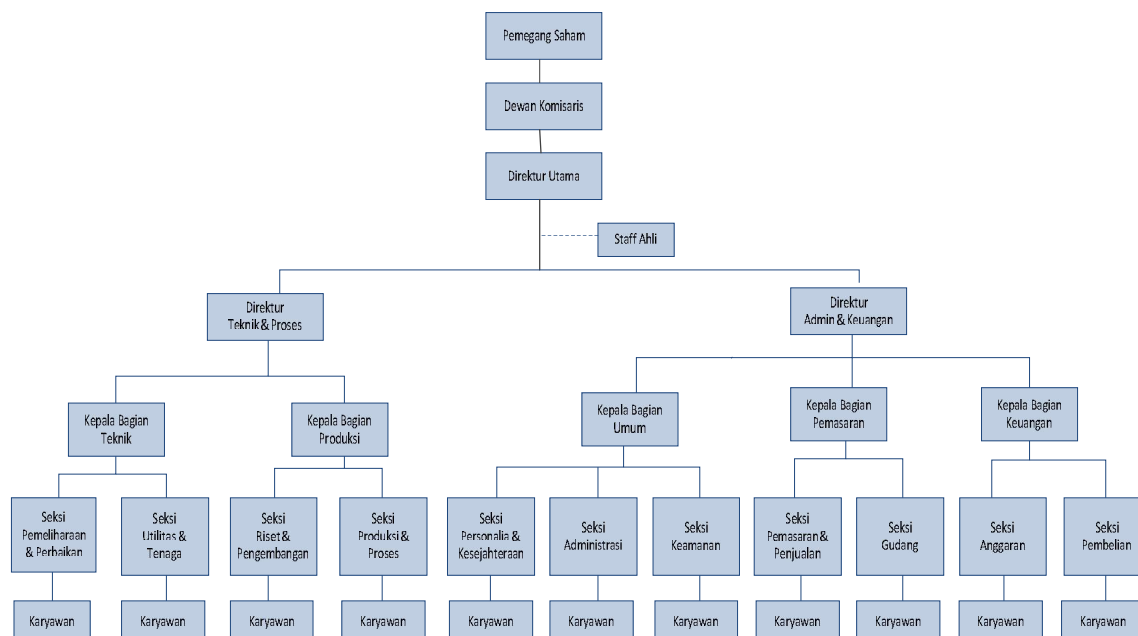 Pemegang Saham
Dewan Komisaris
Direktur Utama
Staff Ahli
Direktur
Teknik & Proses
Direktur
Admin & Keuangan
Kepala Bagian
Teknik
Kepala Bagian
Produksi
Kepala Bagian
Umum
Kepala Bagian
Pemasaran
Kepala Bagian
Keuangan
Seksi
Pemeliharaan
& Perbaikan
Seksi
Utilitas &
Tenaga
Seksi
Riset &
Pengembangan
Seksi
Produksi &
Proses
Seksi
Personalia &
Kesejahteraan
Seksi
Administrasi
Seksi
Keamanan
Seksi
Pemasaran &
Penjualan
Seksi
Gudang
Seksi
Anggaran
Seksi
Pembelian
Karyawan
Karyawan
Karyawan
Karyawan
Karyawan
Karyawan
Karyawan
Karyawan
Karyawan
Karyawan
Karyawan